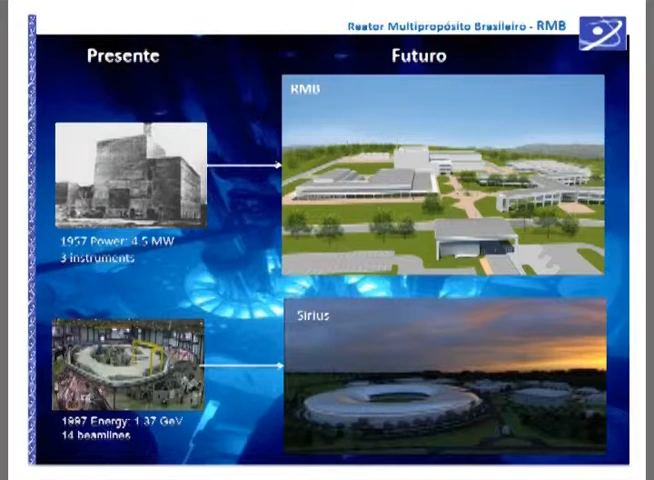 Reator Multipropósito Brasileiro - RMB
Presente
Futuro
RMB
1957 Power: 4.5 MW
3 instruments
Sirius
1997 Energy: 1.37 GeV
14 beamlines